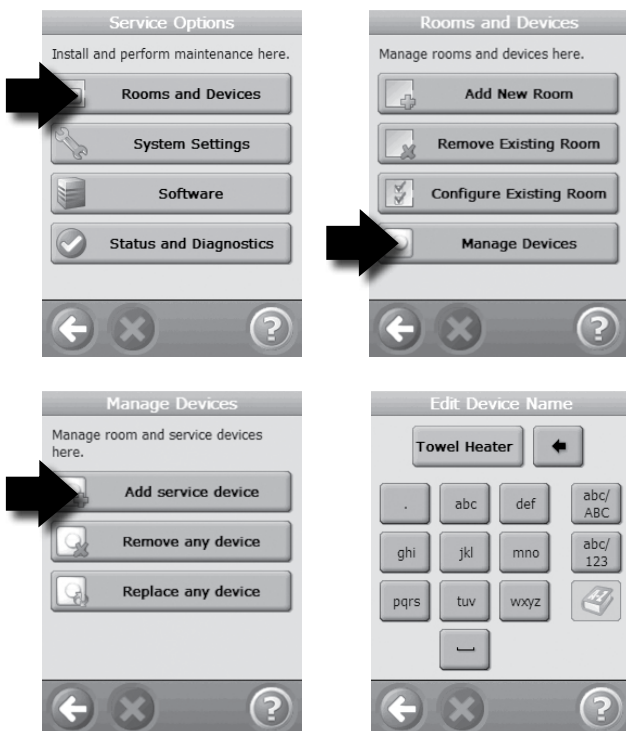 Service Options
Install and perform maintenance here.
Rooms and Devices
System Settings
Software
Status and Diagnostics
?
Rooms and Devices
Manage rooms and devices here.
Add New Room
Remove Existing Room
Configure Existing Room
Manage Devices
?
Manage Devices
Manage room and service devices
here.
Add service device
Remove any device
Replace any device
?
Edit Device Name
Towel Heater
. abc def abc/
ABC
ghi jkl mno abc/
123
pqrs tuv wxyz
?